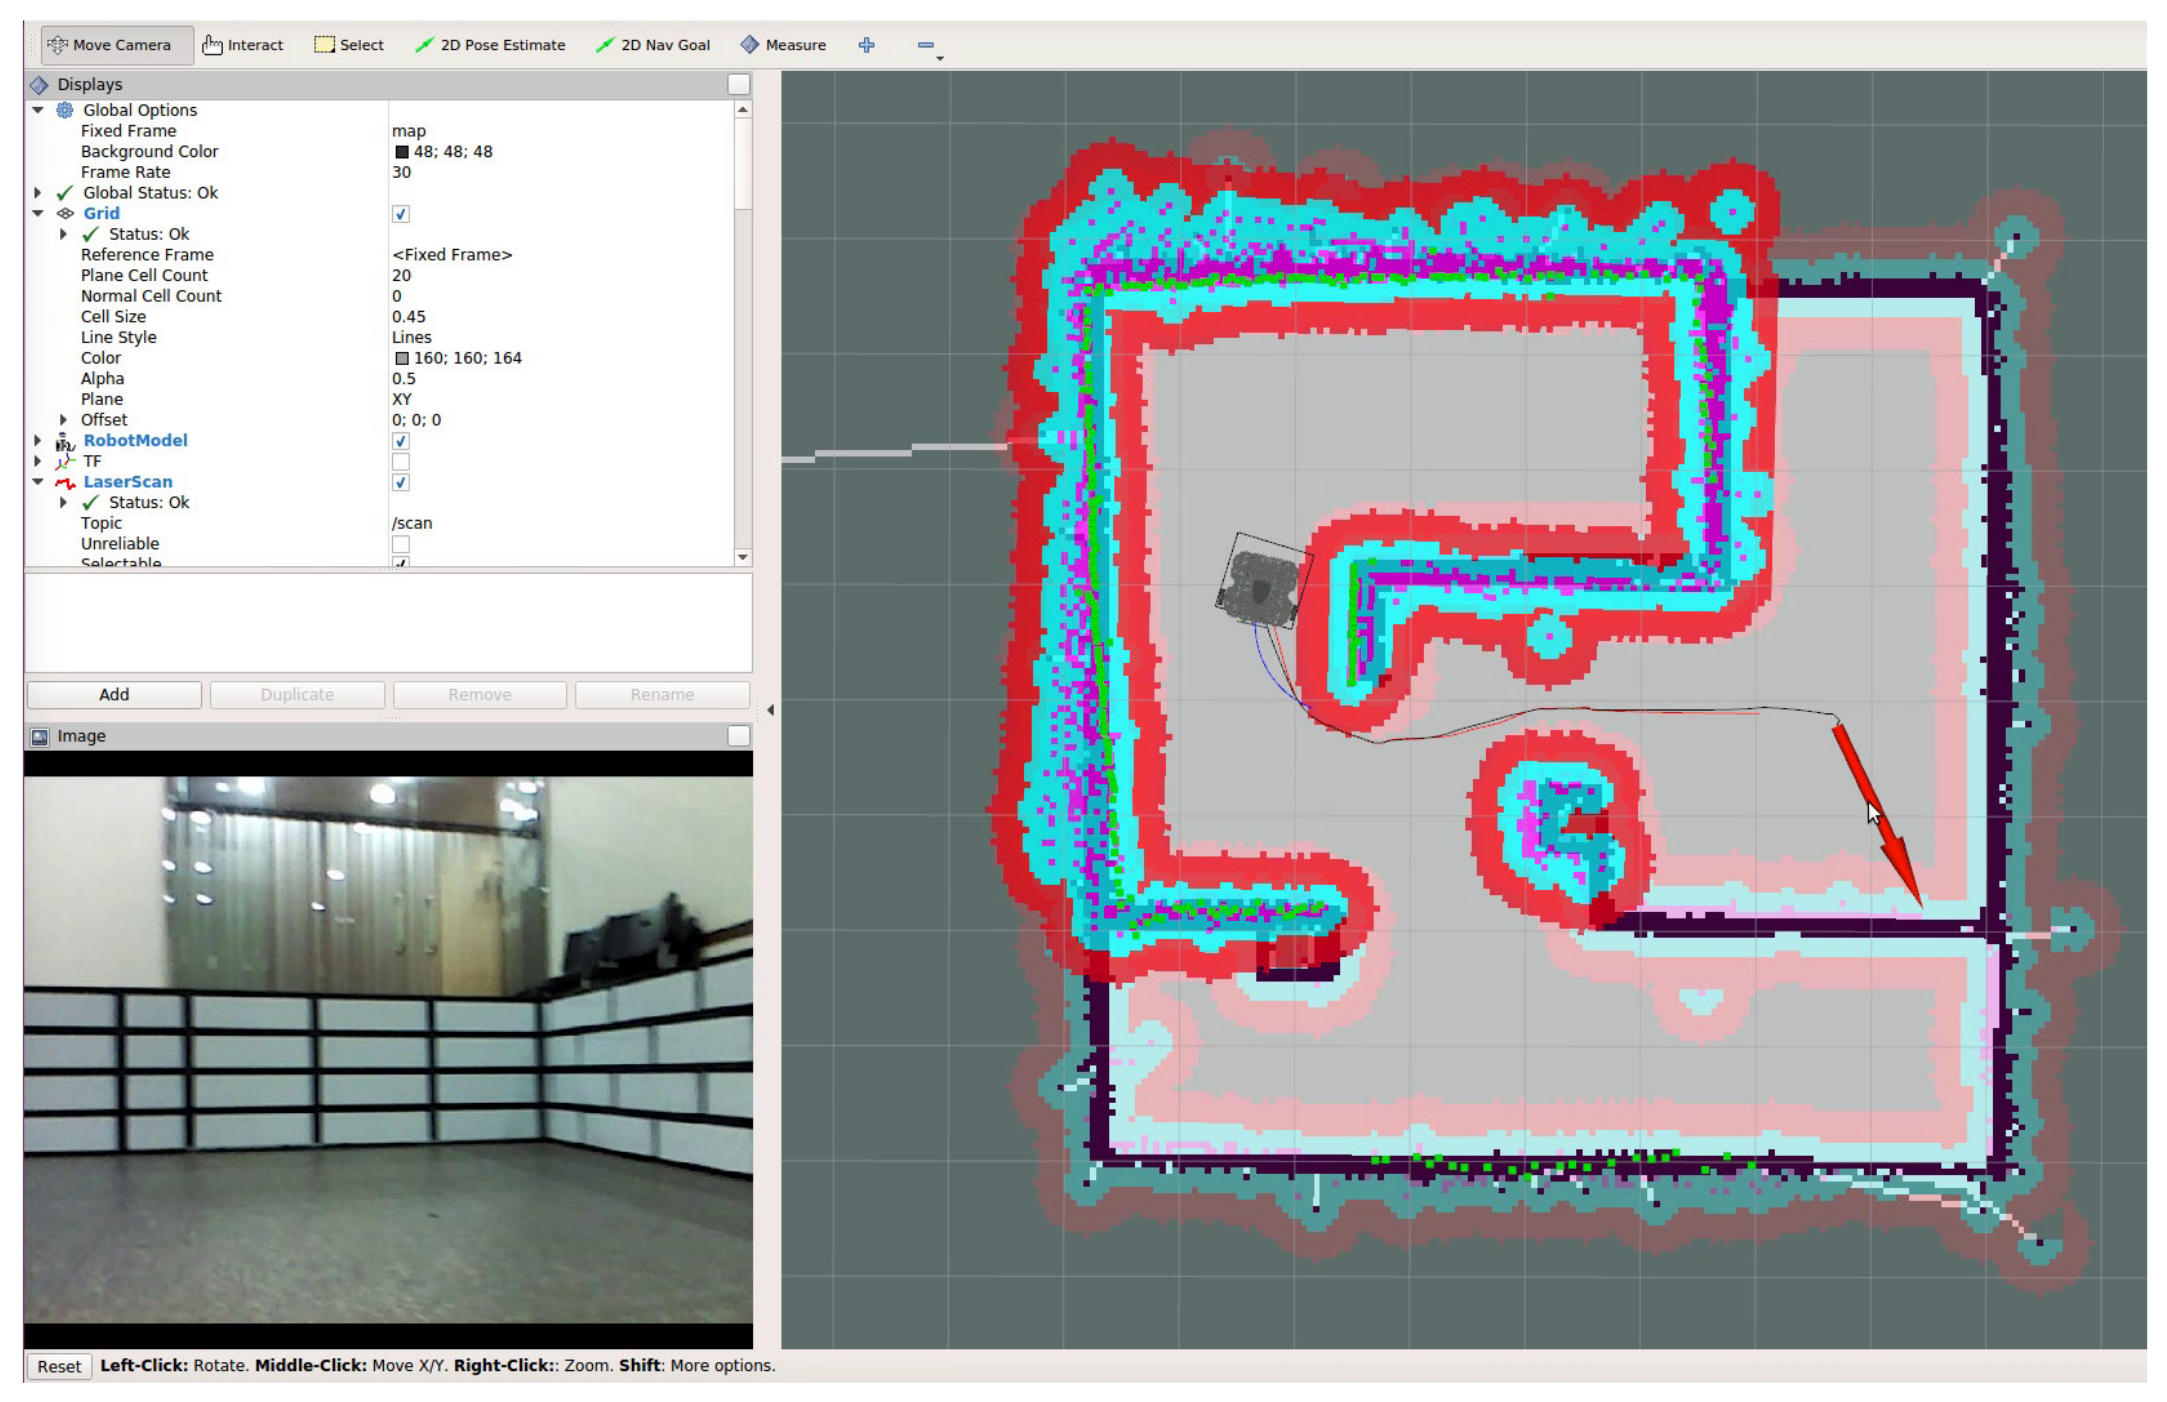 Move Camera Interact Select 2D Pose Estimate 2D Nav Goal Measure
Displays
Global Options
Fixed Frame map
Background Color 48; 48; 48
Frame Rate 30
Global Status: Ok
Grid
Status: Ok
Reference Frame <Fixed Frame>
Plane Cell Count 20
Normal Cell Count 0
Cell Size 0.45
Line Style Lines
Color 160; 160; 164
Alpha 0.5
Plane XY
Offset 0; 0; 0
RobotModel
TF
LaserScan
Status: Ok
Topic /scan
Unreliable
Selectable
Add Duplicate Remove Rename
Image
Reset Left-Click: Rotate. Middle-Click: Move X/Y. Right-Click:: Zoom. Shift: More options.